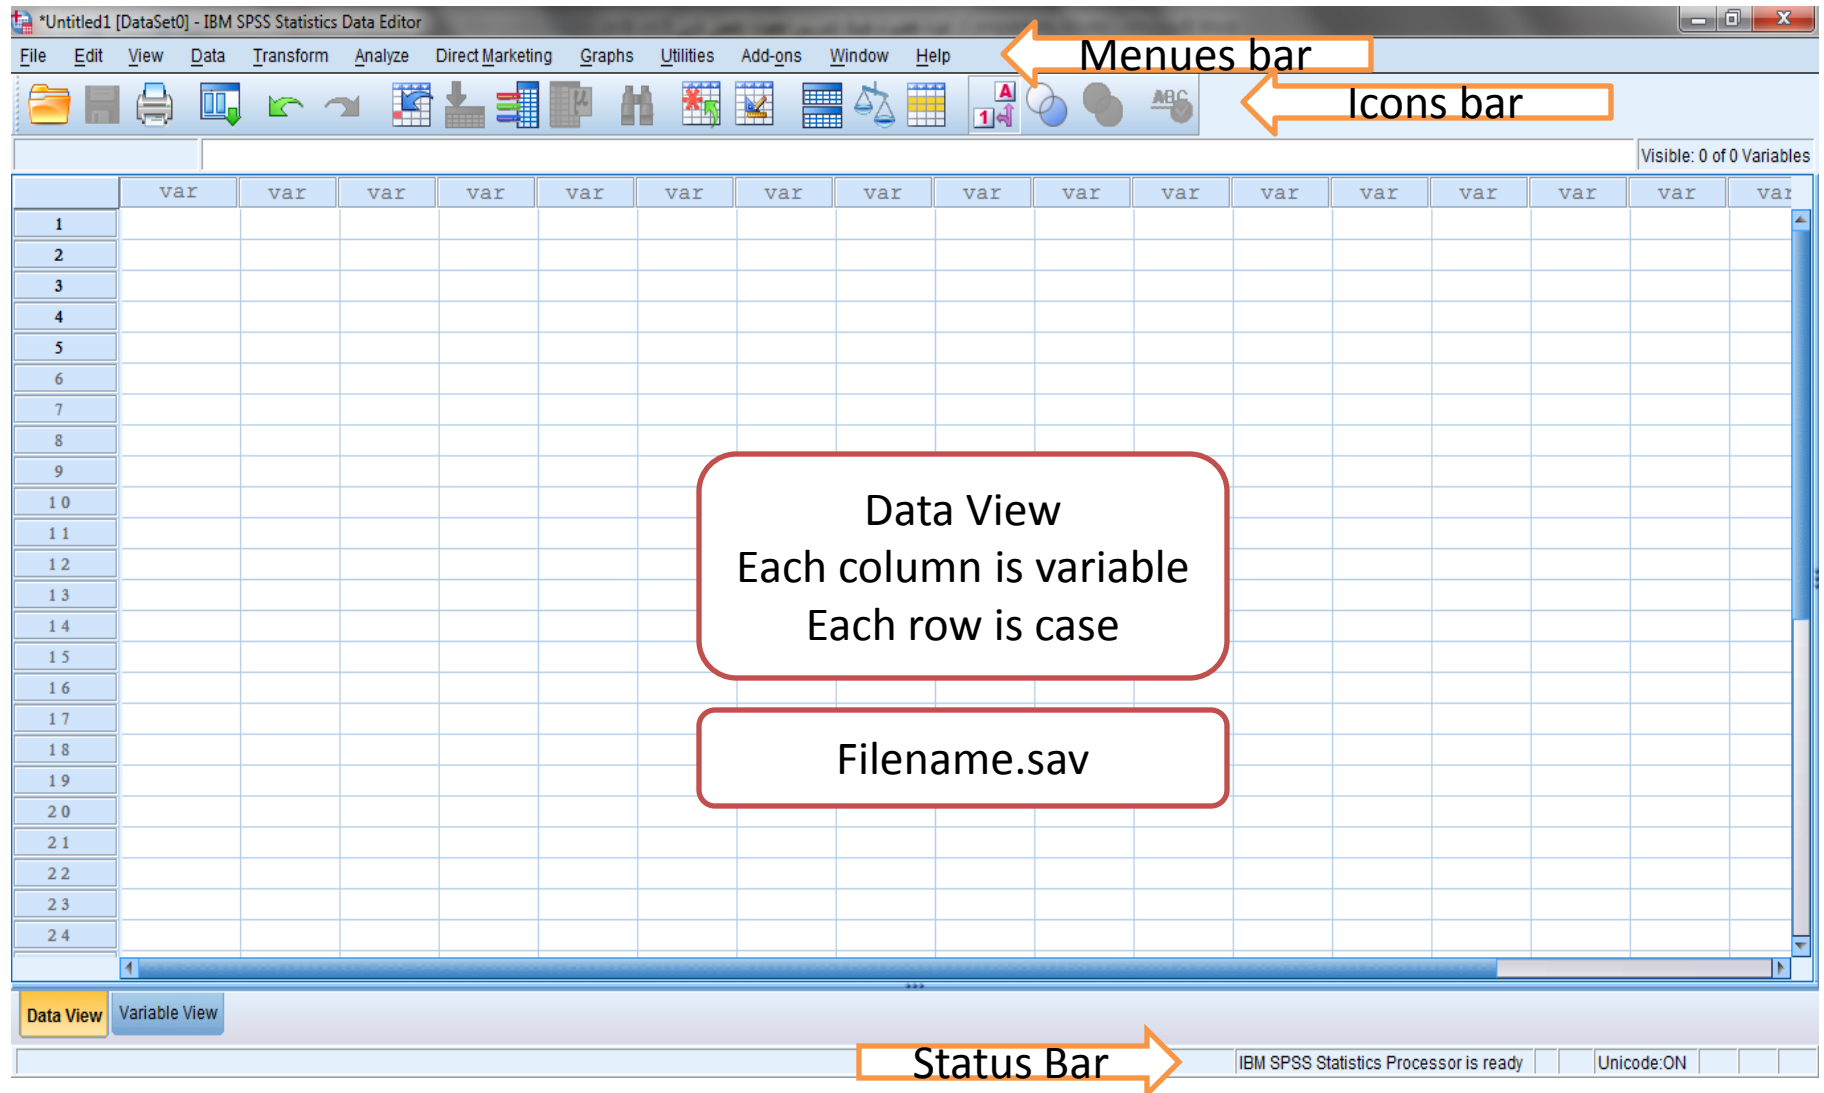 *Untitled1 [DataSet0] - IBM SPSS Statistics Data Editor
File Edit View Data Transform Analyze Direct Marketing Graphs Utilities Add-ons Window Help
Menues bar
Icons bar
A
1
µ
ABC
Visible: 0 of 0 Variables
var var var var var var var var var var var var var var var var var
1
2
3
4
5
6
7
8
9
10
11
12
13
14
15
16
17
18
19
20
21
22
23
24
Data View
Each column is variable
Each row is case
Filename.sav
Data View Variable View
Status Bar
IBM SPSS Statistics Processor is ready Unicode:ON